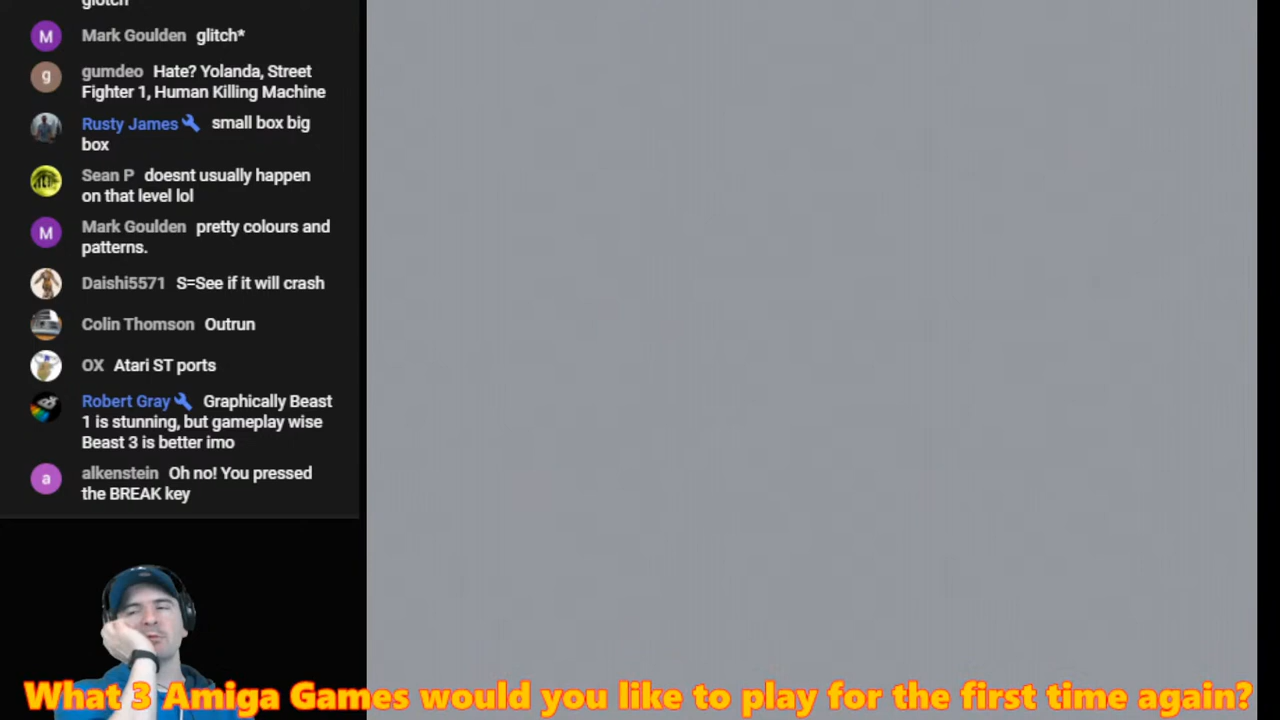 Mark Goulden glitch*
gumdeo Hate? Yolanda, Street
Fighter 1, Human Killing Machine
Rusty James small box big
box
Sean P doesnt usually happen
on that level lol
Mark Goulden pretty colours and
patterns.
Daishi5571 S=See if it will crash
Colin Thomson Outrun
OX Atari ST ports
Robert Gray Graphically Beast
1 is stunning, but gameplay wise
Beast 3 is better imo
alkenstein Oh no! You pressed
the BREAK key
What 3 Amiga Games would you like to play for the first time again?